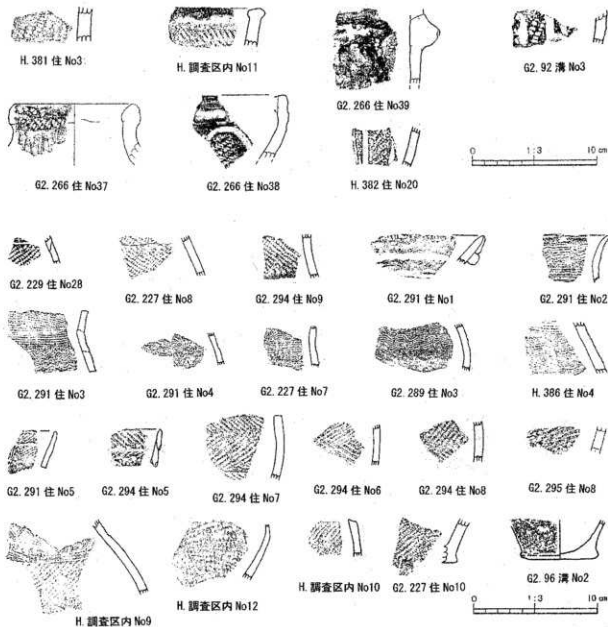 H. 381 住 No3
H. 調査区内 No11
G2. 266 住 No39
G2. 92 溝 No3
G2. 266 住 No37
G2. 266 住 No38
H. 382 住 No20
0 1:3 10 cm
G2. 229 住 No28
G2. 227 住 No8
G2. 294 住 No9
G2. 291 住 No1
G2. 291 住 No2
G2. 291 住 No3
G2. 291 住 No4
G2. 227 住 No7
G2. 289 住 No3
H. 386 住 No4
G2. 291 住 No5
G2. 294 住 No5
G2. 294 住 No7
G2. 294 住 No6
G2. 294 住 No8
G2. 295 住 No8
H. 調査区内 No9
H. 調査区内 No12
H. 調査区内 No10
G2. 227 住 No10
G2. 96 溝 No2
0 1:3 10 cm